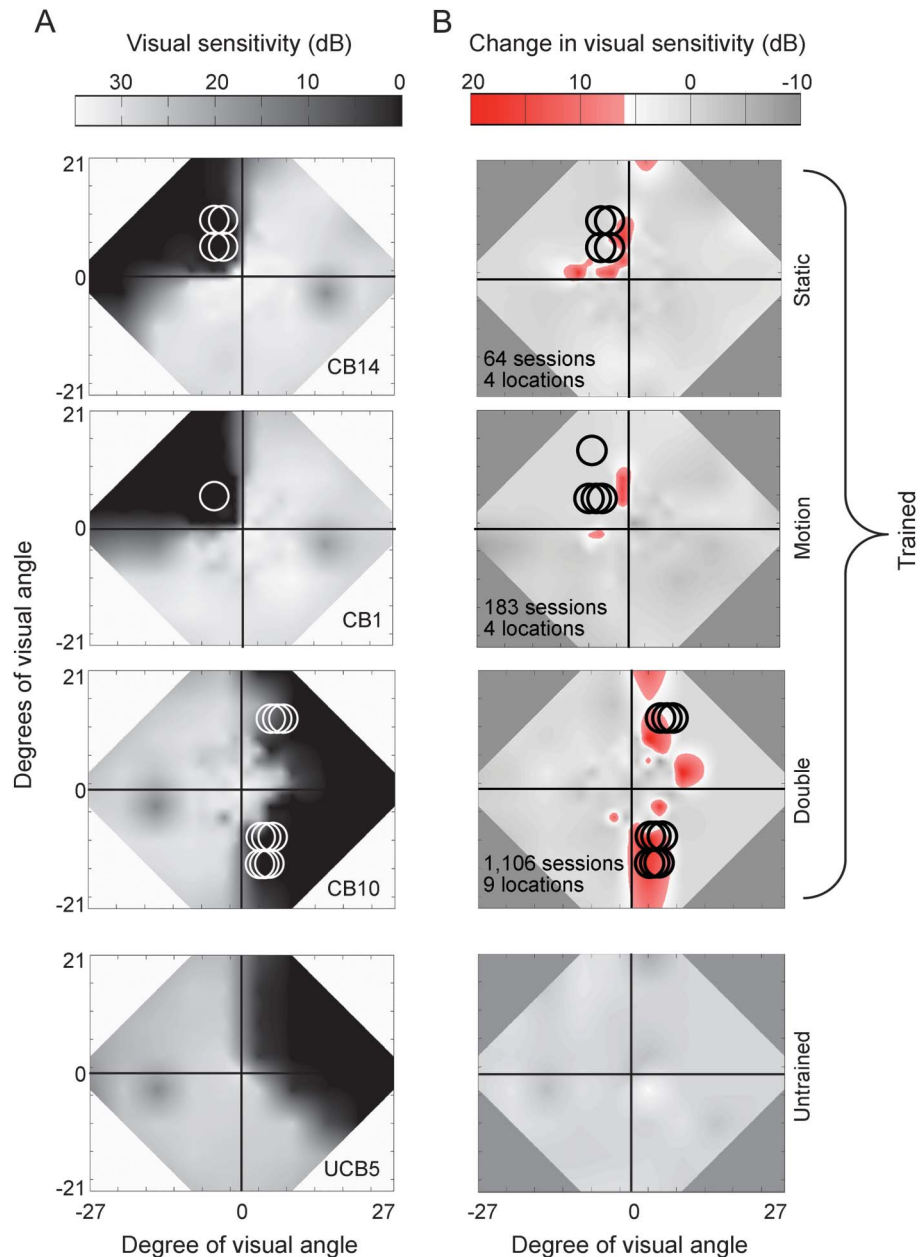 A
B
Visual sensitivity (dB)
Change in visual sensitivity (dB)
30 20 10 0
20 10 0 -10
21
0
-21
CB14
64 sessions
4 locations
Static
21
0
-21
CB1
183 sessions
4 locations
Motion
Trained
Degrees of visual angle
21
0
-21
CB10
1,106 sessions
9 locations
Double
21
0
-21
UCB5
Untrained
-27 0 27
-27 0 27
Degree of visual angle
Degree of visual angle